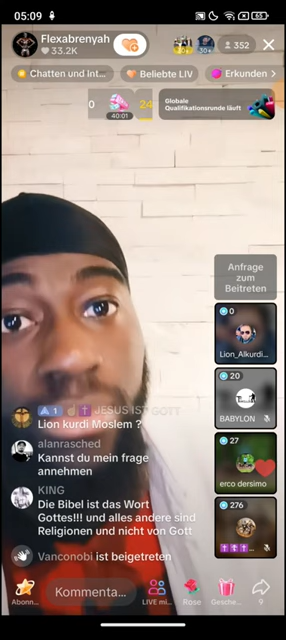 05:09
65
Flexabrenyah
33.2K
30+
352
Chatten und Int...
Beliebte LIV
Erkunden
0
24
40:01
Globale
Qualifikationsrunde läuft
Anfrage
zum
Beitreten
0
Lion_Alkurdi...
20
BABYLON
27
erco dersimo
276
1
JESUS IST GOTT
Lion kurdi Moslem ?
alanrasched
Kannst du mein frage
annehmen
KING
Die Bibel ist das Wort
Gottes!!! und alles andere sind
Religionen und nicht von Gott
Vanconobi ist beigetreten
Kommenta...
Abonn...
LIVE mi...
Rose
Gesche...
9